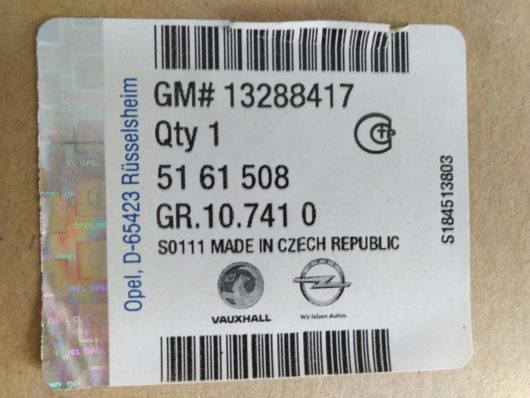 GM# 13288417
Qty 1
51 61 508
GR.10.741 0
S0111 MADE IN CZECH REPUBLIC
VAUXHALL
Wir leben Autos.
Opel, D-65423 Rüsselsheim
S184513803
OPEL